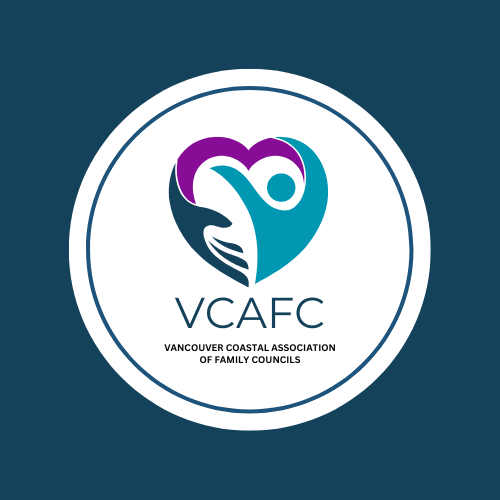 VCAFC
VANCOUVER COASTAL ASSOCIATION
OF FAMILY COUNCILS